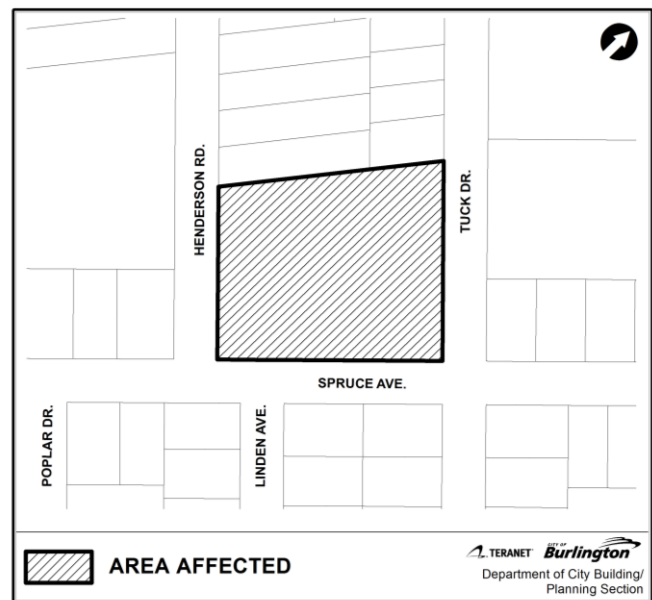 HENDERSON RD.
TUCK DR.
SPRUCE AVE.
POPLAR DR.
LINDEN AVE.
AREA AFFECTED
TERANET
CITY OF
Burlington
Department of City Building/
Planning Section